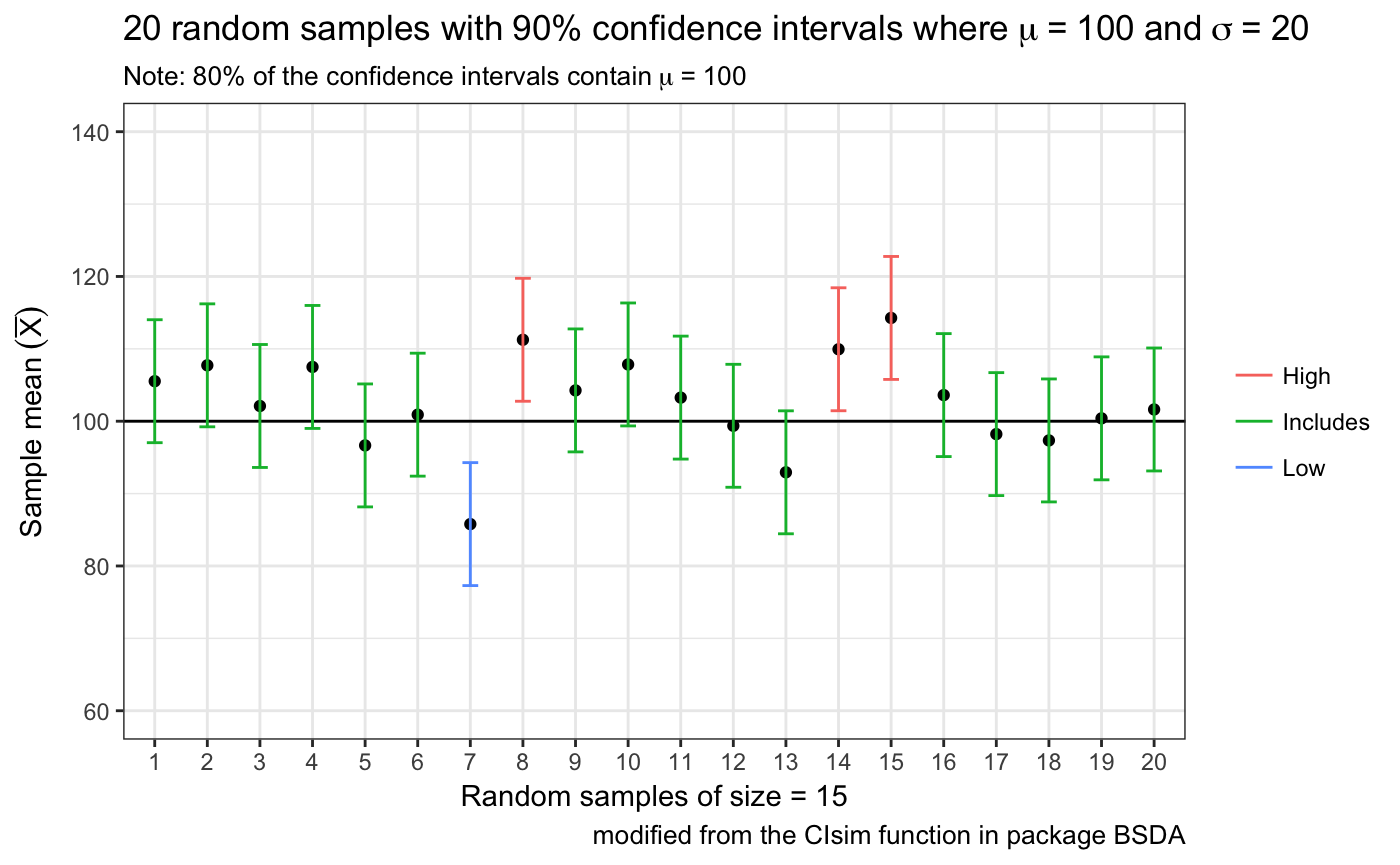 20 random samples with 90% confidence intervals where μ = 100 and σ = 20
Note: 80% of the confidence intervals contain μ = 100
140
120
100
80
60
Sample mean (X̅)
1 2 3 4 5 6 7 8 9 10 11 12 13 14 15 16 17 18 19 20
Random samples of size = 15
modified from the CIsim function in package BSDA
High
Includes
Low